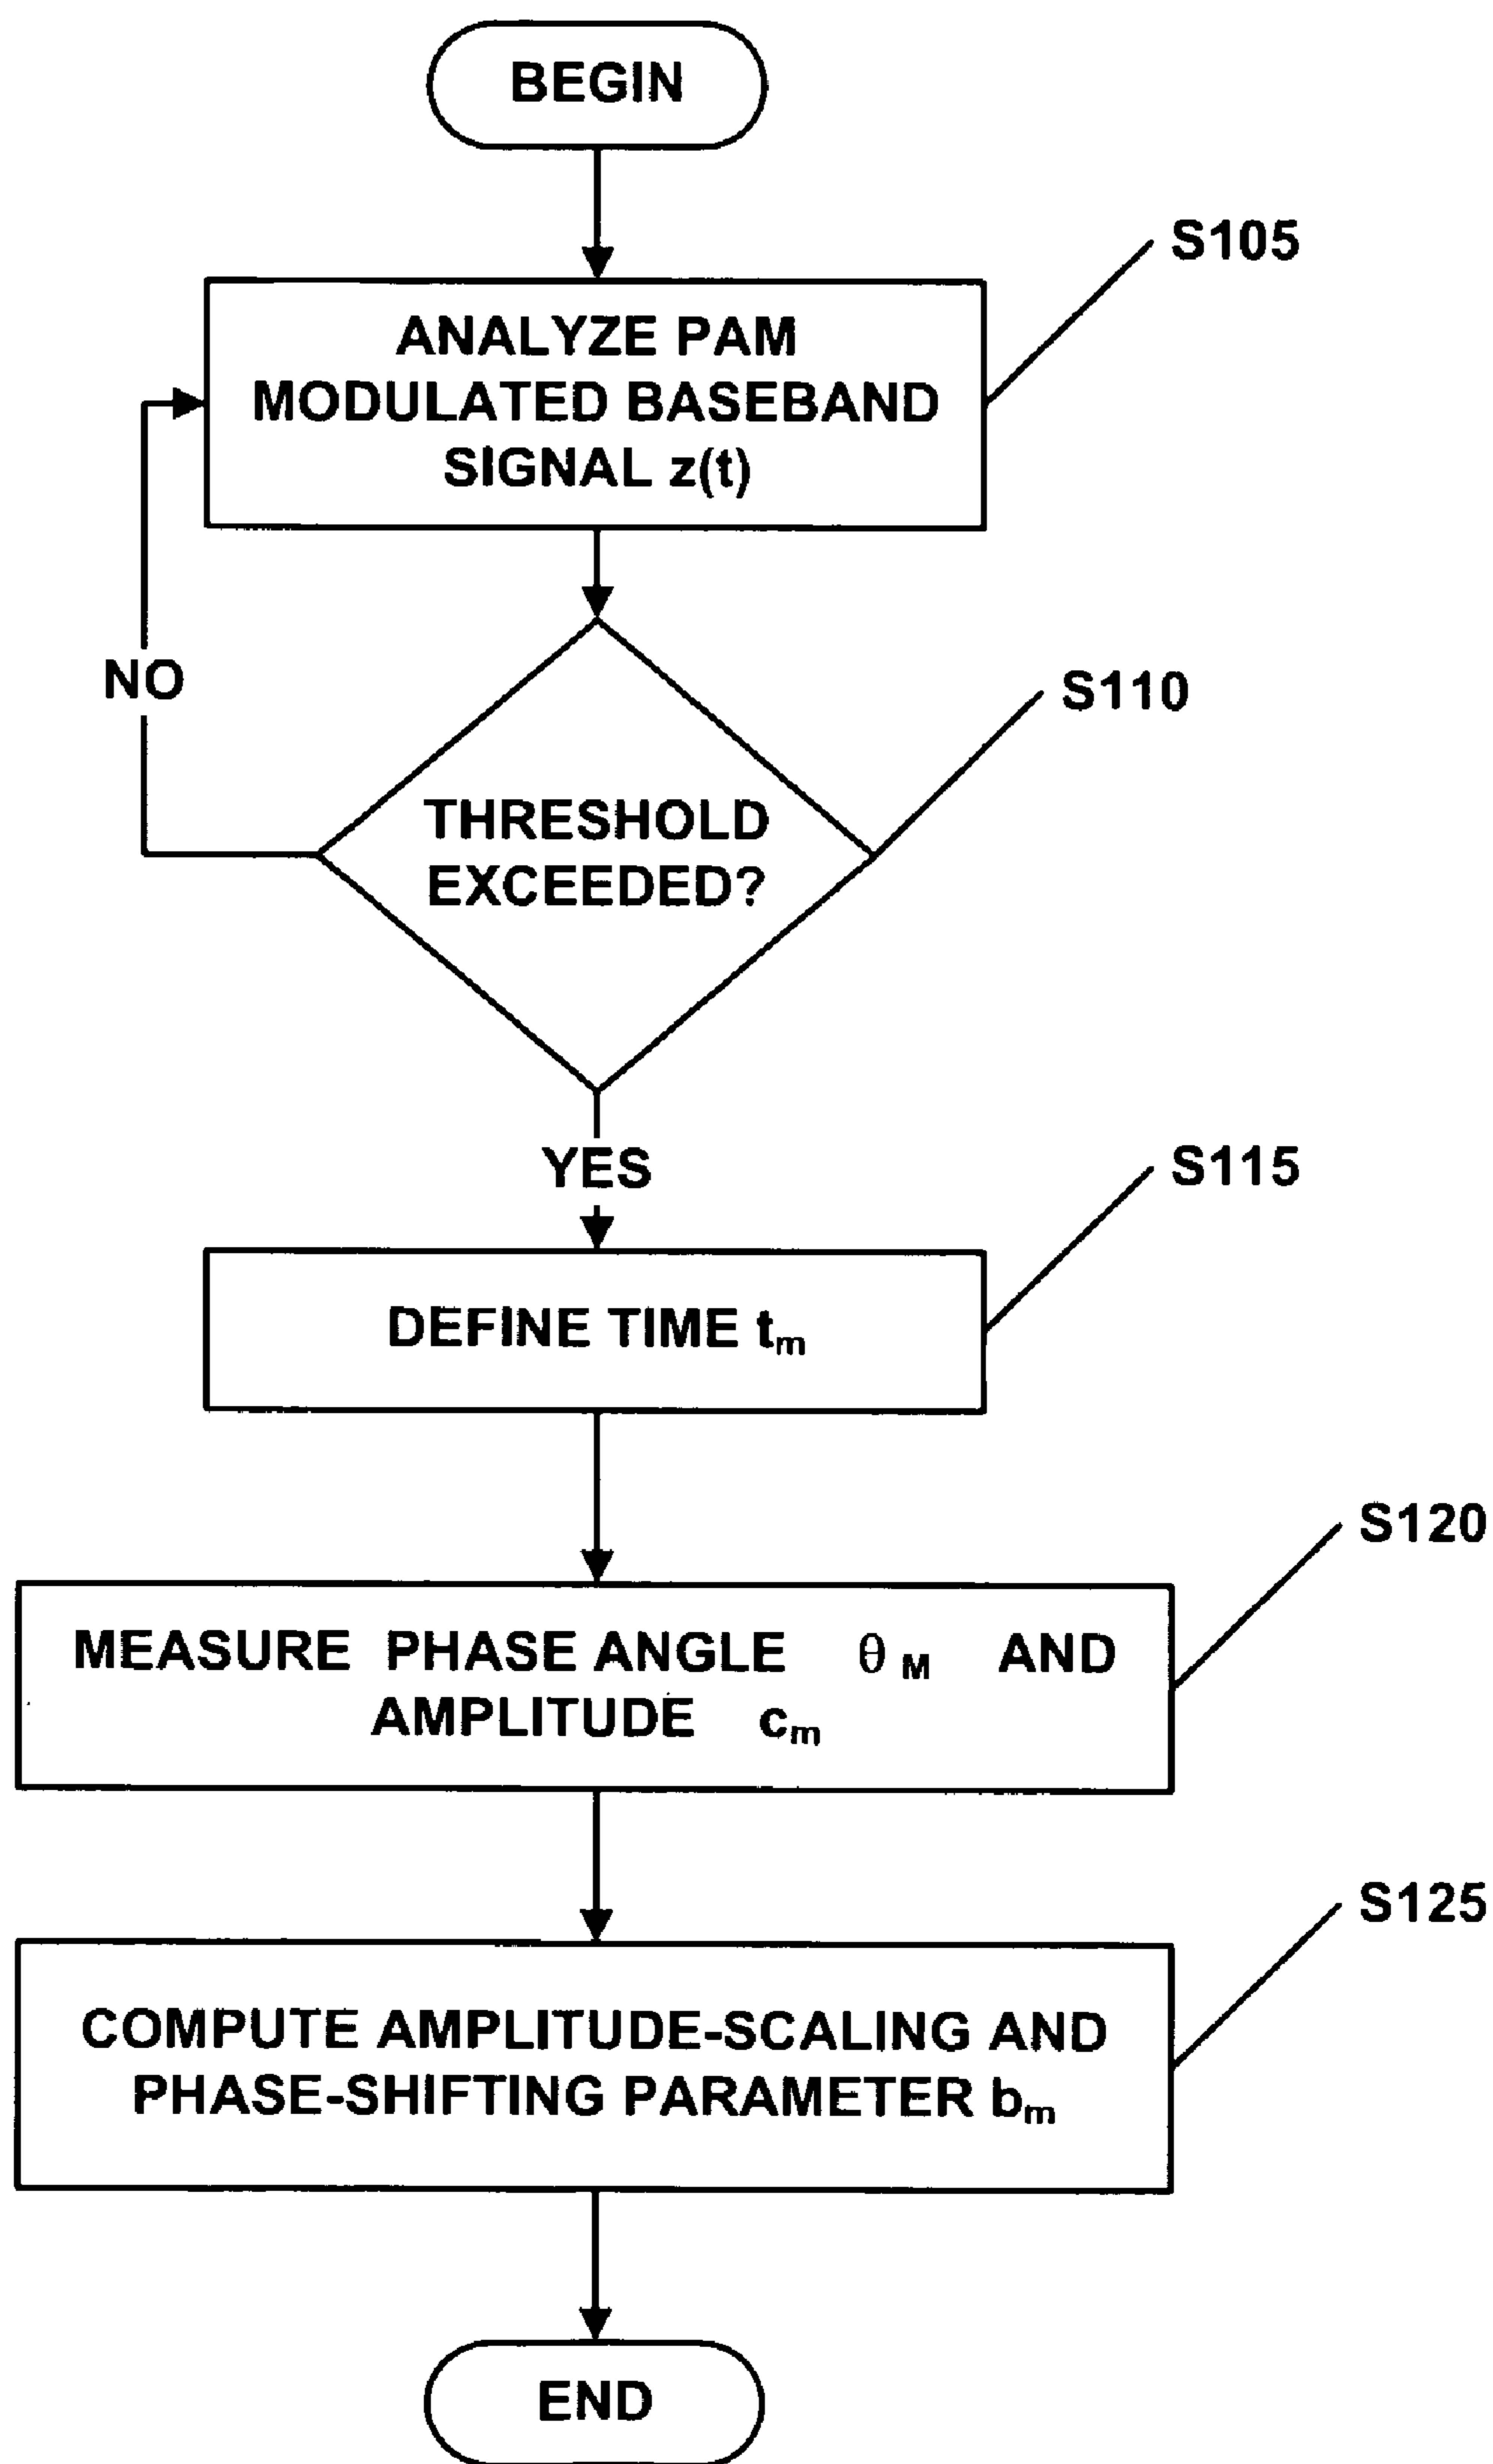 BEGIN
S105
ANALYZE PAM
MODULATED BASEBAND
SIGNAL z(t)
NO
S110
THRESHOLD
EXCEEDED?
YES
S115
DEFINE TIME tₘ
S120
MEASURE PHASE ANGLE θ M AND
AMPLITUDE cₘ
S125
COMPUTE AMPLITUDE-SCALING AND
PHASE-SHIFTING PARAMETER bₘ
END